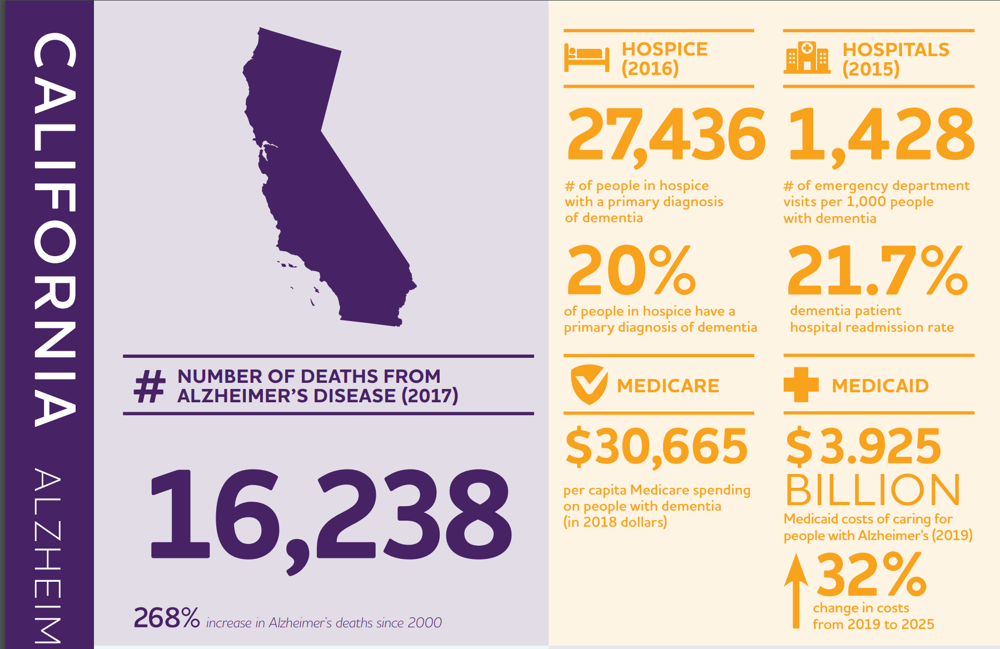 CALIFORNIA
ALZHEIM
# NUMBER OF DEATHS FROM
ALZHEIMER'S DISEASE (2017)
16,238
268% increase in Alzheimer's deaths since 2000
HOSPICE
(2016)
27,436
# of people in hospice
with a primary diagnosis
of dementia
20%
of people in hospice have a
primary diagnosis of dementia
HOSPITALS
(2015)
1,428
# of emergency department
visits per 1,000 people
with dementia
21.7%
dementia patient
hospital readmission rate
MEDICARE
$30,665
per capita Medicare spending
on people with dementia
(in 2018 dollars)
MEDICAID
$3.925
BILLION
Medicaid costs of caring for
people with Alzheimer's (2019)
32%
change in costs
from 2019 to 2025